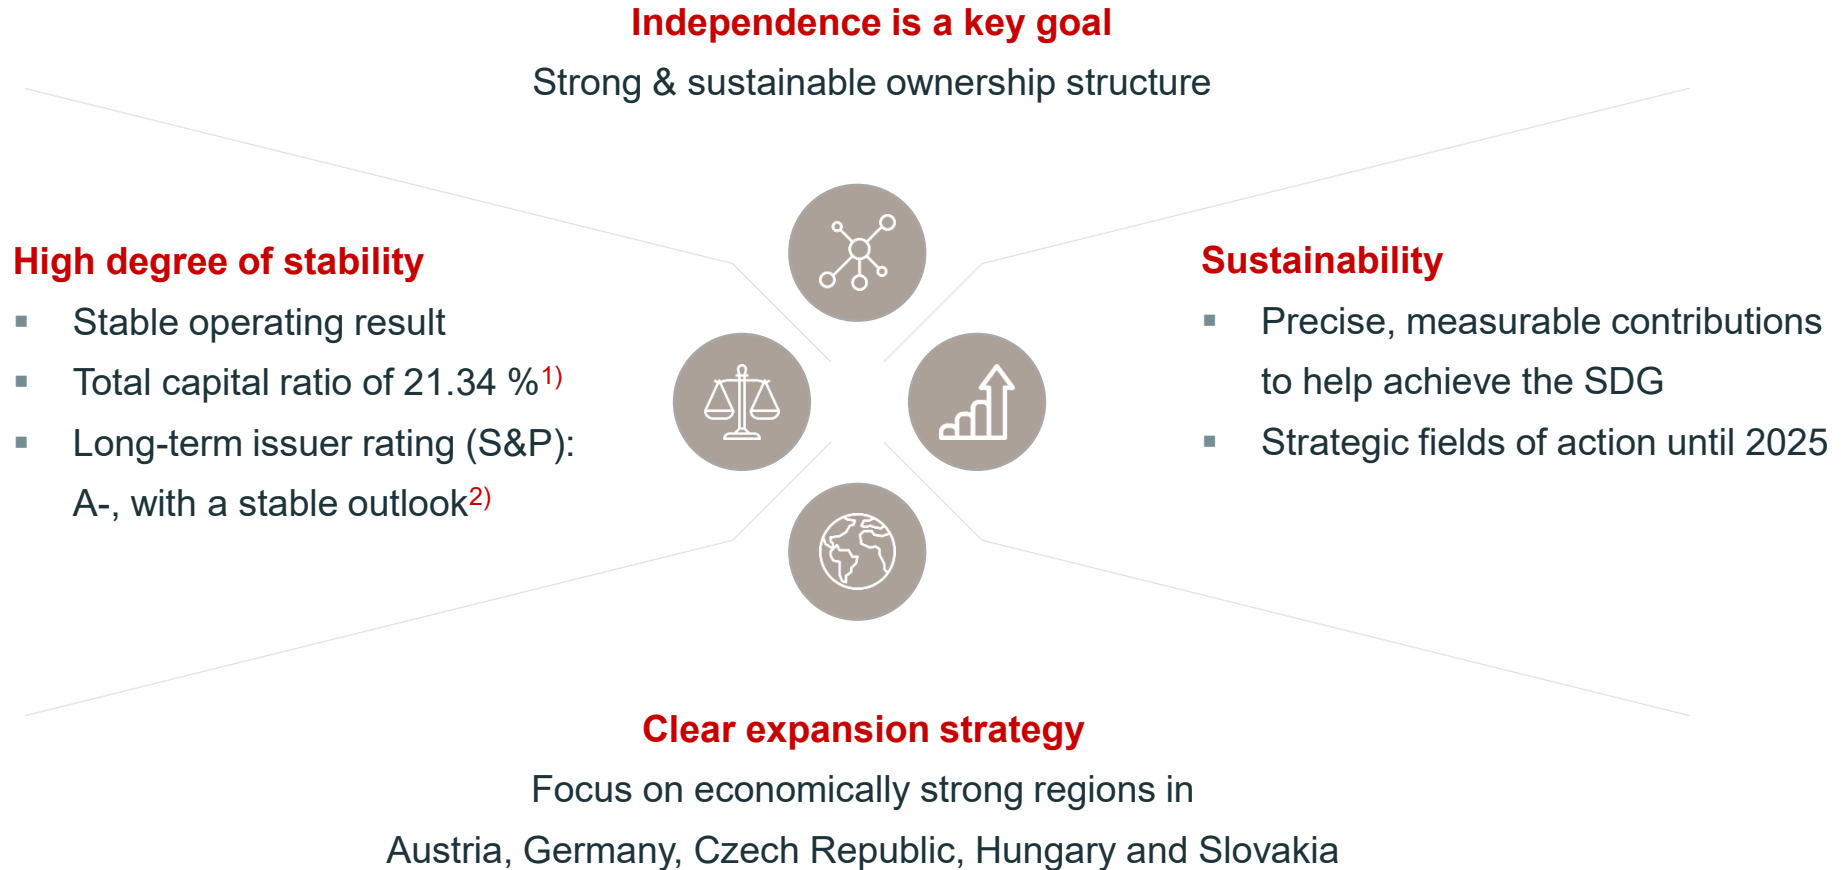 Independence is a key goal
Strong & sustainable ownership structure
High degree of stability
▪ Stable operating result
▪ Total capital ratio of 21.34 %1)
▪ Long-term issuer rating (S&P):
A-, with a stable outlook2)
Sustainability
▪ Precise, measurable contributions
to help achieve the SDG
▪ Strategic fields of action until 2025
Clear expansion strategy
Focus on economically strong regions in
Austria, Germany, Czech Republic, Hungary and Slovakia